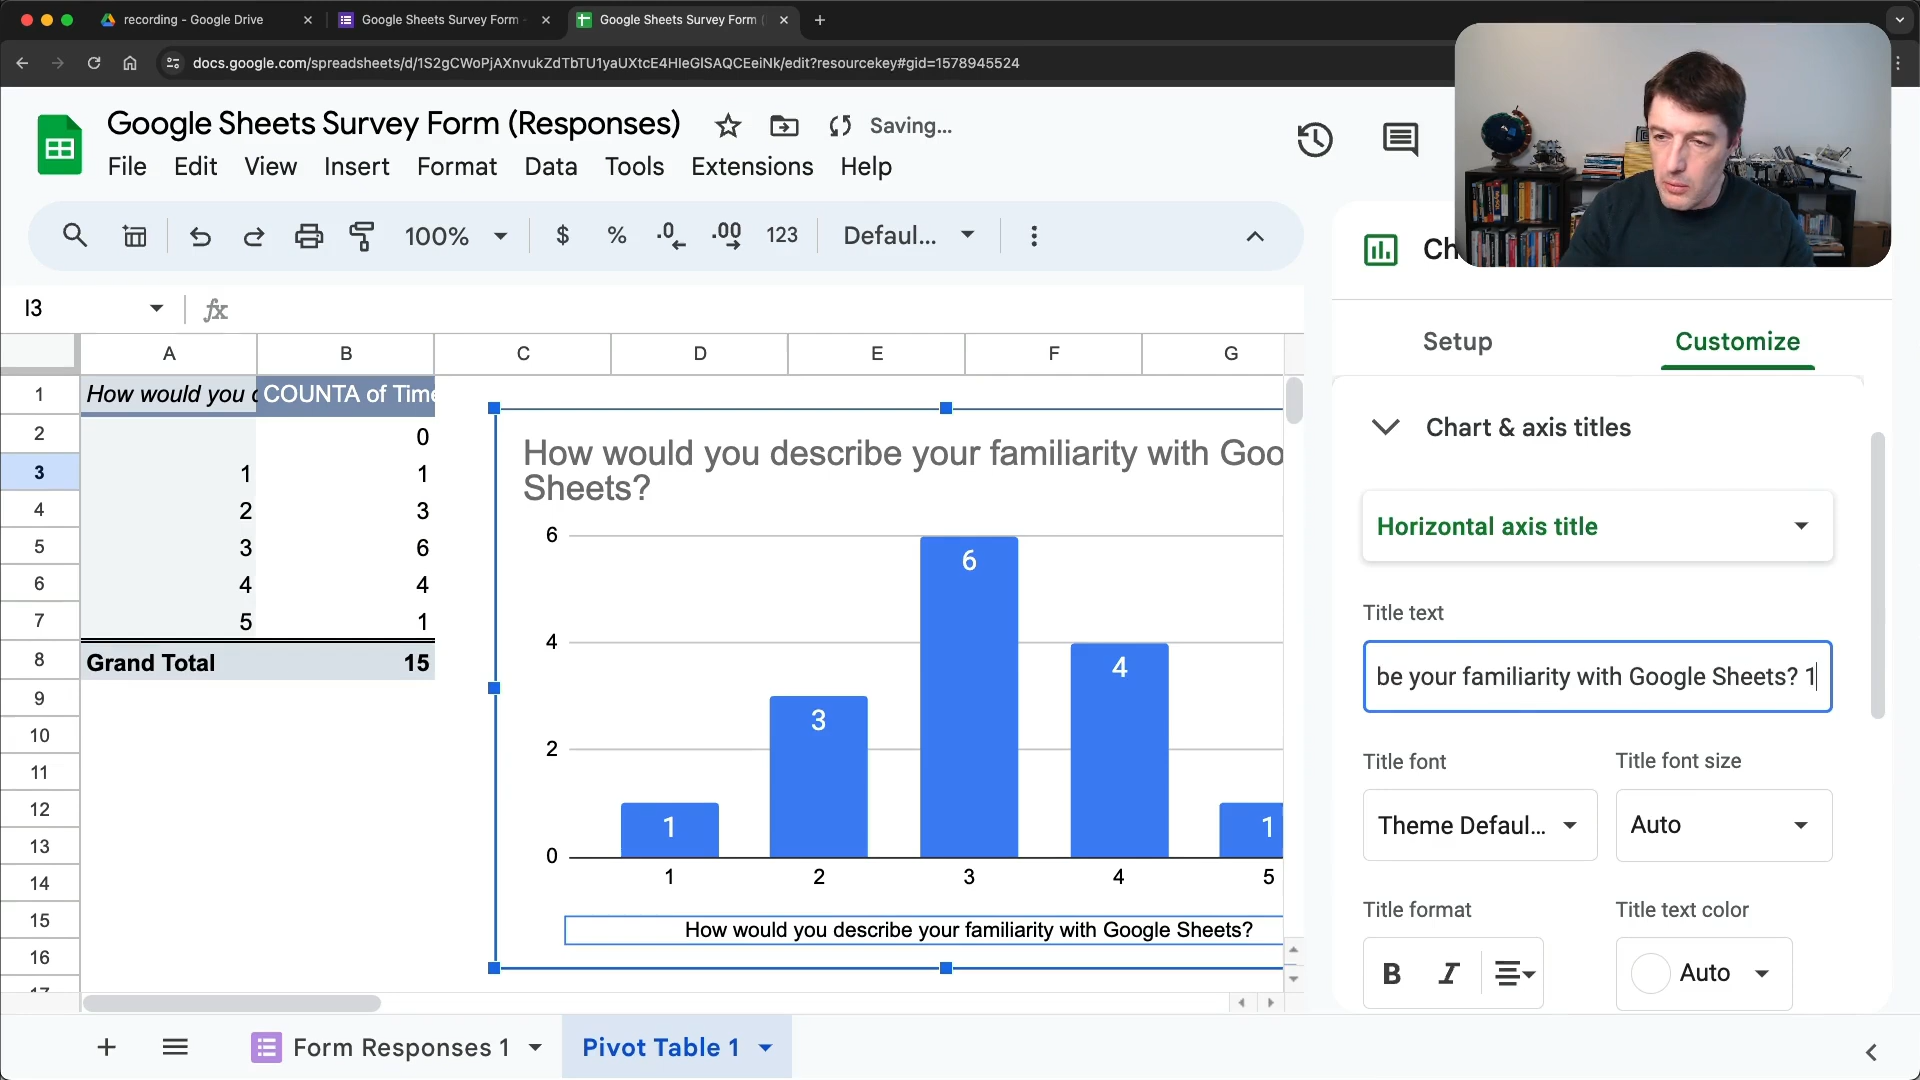 recording - Google Drive
Google Sheets Survey Form
Google Sheets Survey Form (
docs.google.com/spreadsheets/d/1S2gCWoPjAXnvukZdTbTU1yaUXtcE4HIeGlSAQCEeiNk/edit?resourcekey#gid=1578945524
Google Sheets Survey Form (Responses)
Saving...
File Edit View Insert Format Data Tools Extensions Help
100% $ % .0 .00 123 Defaul...
Ch
Setup Customize
I3 fx
A B C D E F G
1 How would you d COUNTA of Time
2 0
3 1 1
4 2 3
5 3 6
6 4 4
7 5 1
8 Grand Total 15
9
10
11
12
13
14
15
16
17
How would you describe your familiarity with Goo
Sheets?
6
4
2
0
1
3
6
4
1
1 2 3 4 5
How would you describe your familiarity with Google Sheets?
Chart & axis titles
Horizontal axis title
Title text
be your familiarity with Google Sheets? 1
Title font Title font size
Theme Defaul... Auto
Title format Title text color
B I Auto
Form Responses 1 Pivot Table 1